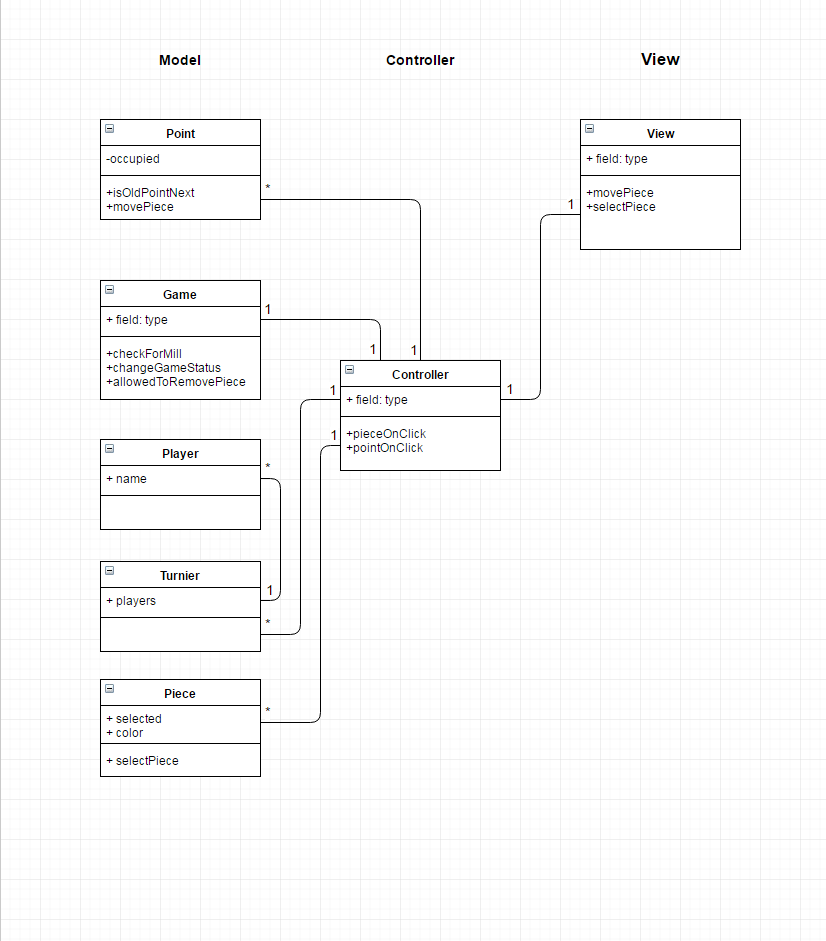 Model
Controller
View
Point
-occupied
+isOldPointNext
+movePiece
*
View
+ field: type
+movePiece
+selectPiece
1
Game
+ field: type
+checkForMill
+changeGameStatus
+allowedToRemovePiece
1
1
1
Controller
+ field: type
+pieceOnClick
+pointOnClick
1
1
1
Player
+ name
*
Turnier
+ players
1
*
Piece
+ selected
+ color
+ selectPiece
*